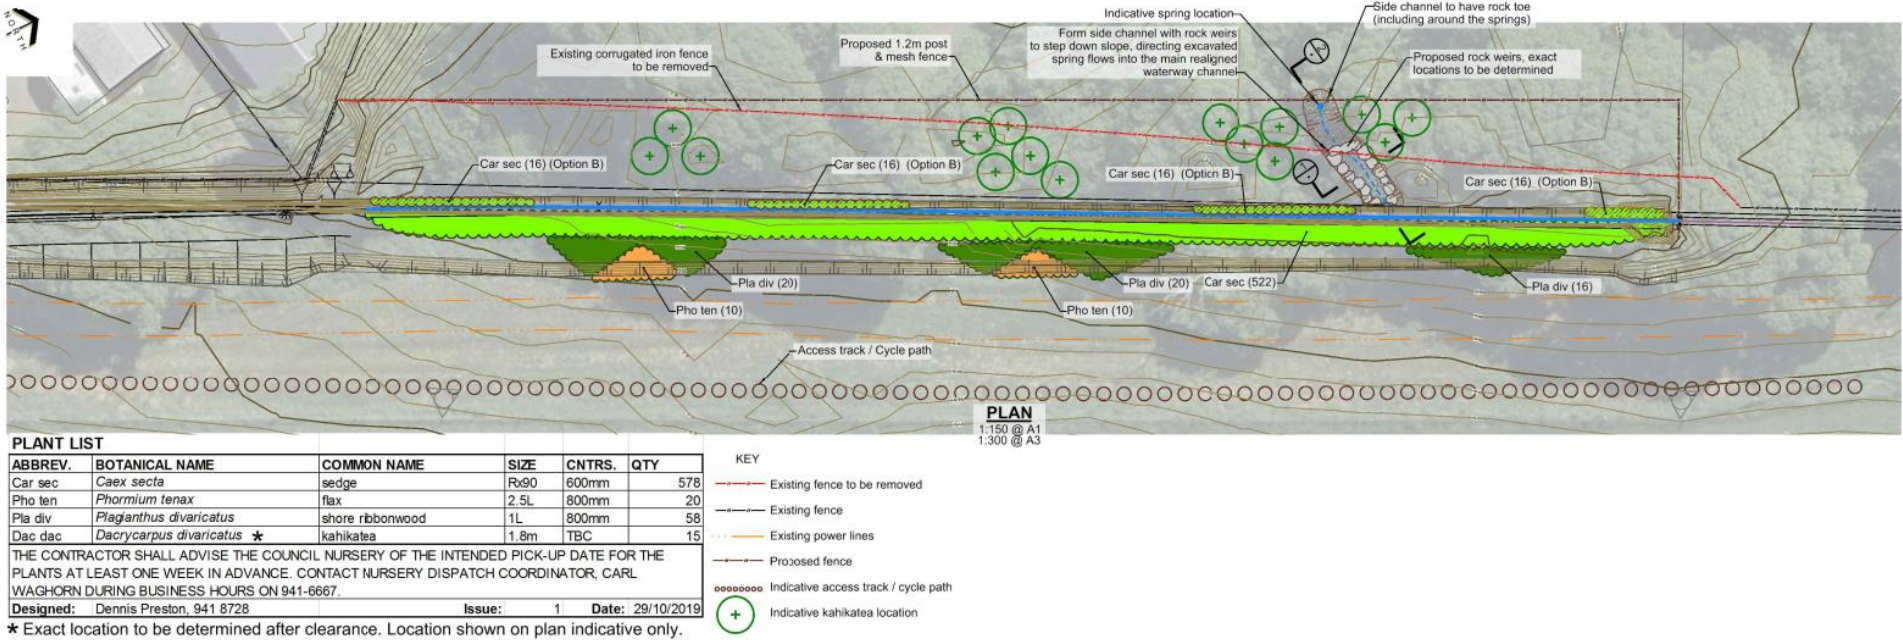 NORTH
Indicative spring location
Side channel to have rock toe
(including around the springs)
Form side channel with rock weirs
to step down slope, directing excavated
spring flows into the main realigned
waterway channel
Existing corrugated iron fence
to be removed
Proposed 1.2m post
& mesh fence
Proposed rock weirs, exact
locations to be determined
Car sec (16) (Option B)
Car sec (16)  (Option B)
Car sec (16)  (Option B)
Car sec (16)  (Option B)
Pla div (20)
Pho ten (10)
Pla div (20)
Pho ten (10)
Car sec (522)
Pla div (16)
Access track / Cycle path
PLAN
1:150 @ A1
1:300 @ A3
PLANT LIST
ABBREV. BOTANICAL NAME COMMON NAME SIZE CNTRS. QTY
Car sec Caex secta sedge Rx90 600mm 578
Pho ten Phormium tenax flax 2.5L 800mm 20
Pla div Plagianthus divaricatus shore ribbonwood 1L 800mm 58
Dac dac Dacrycarpus divaricatus * kahikatea 1.8m TBC 15
THE CONTRACTOR SHALL ADVISE THE COUNCIL NURSERY OF THE INTENDED PICK-UP DATE FOR THE
PLANTS AT LEAST ONE WEEK IN ADVANCE. CONTACT NURSERY DISPATCH COORDINATOR, CARL
WAGHORN DURING BUSINESS HOURS ON 941-6667.
Designed: Dennis Preston, 941 8728 Issue: 1 Date: 29/10/2019
* Exact location to be determined after clearance. Location shown on plan indicative only.
KEY
Existing fence to be removed
Existing fence
Existing power lines
Proposed fence
Indicative access track / cycle path
Indicative kahikatea location